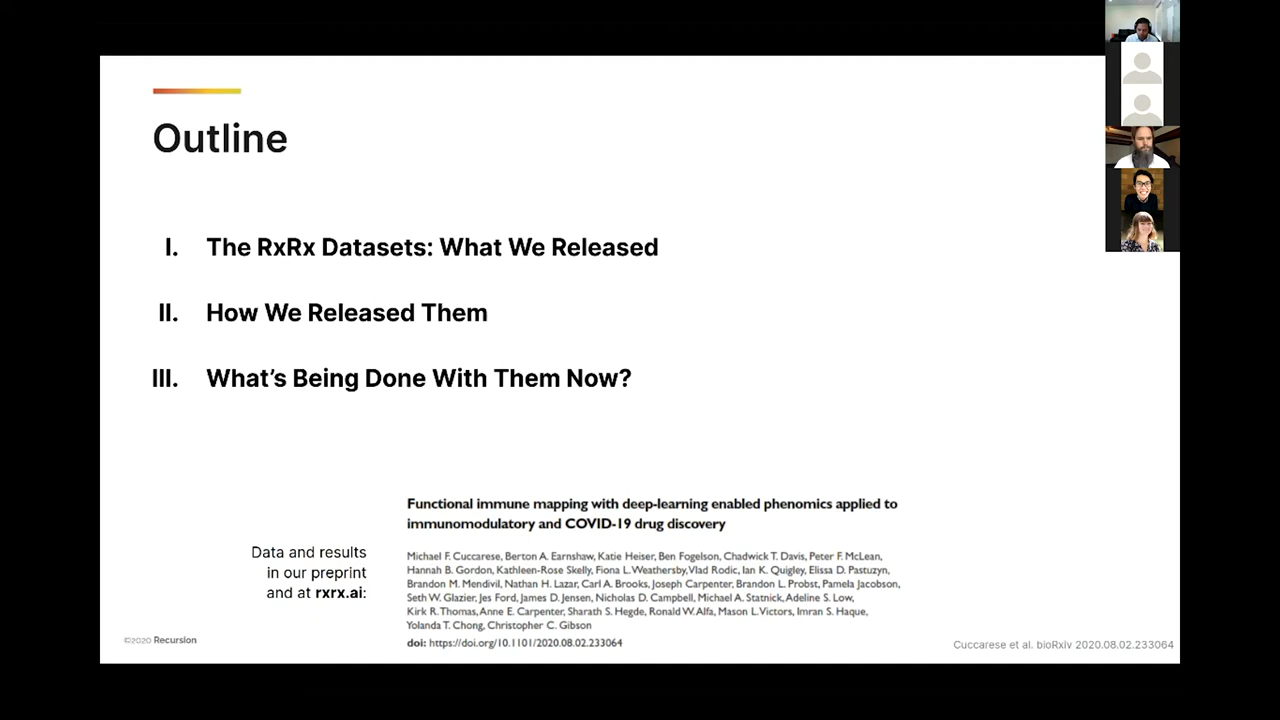 Outline
I. The RxRx Datasets: What We Released
II. How We Released Them
III. What’s Being Done With Them Now?
Data and results
in our preprint
and at rxrx.ai:
Functional immune mapping with deep-learning enabled phenomics applied to
immunomodulatory and COVID-19 drug discovery
Michael F. Cuccarese, Berton A. Earnshaw, Katie Heiser, Ben Fogelson, Chadwick T. Davis, Peter F. McLean,
Hannah B. Gordon, Kathleen-Rose Skelly, Fiona L. Weathersby, Vlad Rodic, Ian K. Quigley, Elissa D. Pastuzyn,
Brandon M. Mendivil, Nathan H. Lazar, Carl A. Brooks, Joseph Carpenter, Brandon L. Probst, Pamela Jacobson,
Seth W. Glazier, Jes Ford, James D. Jensen, Nicholas D. Campbell, Michael A. Statnick, Adeline S. Low,
Kirk R. Thomas, Anne E. Carpenter, Sharath S. Hegde, Ronald W. Alfa, Mason L. Victors, Imran S. Haque,
Yolanda T. Chong, Christopher C. Gibson
doi: https://doi.org/10.1101/2020.08.02.233064
©2020 Recursion
Cuccarese et al. bioRxiv 2020.08.02.233064